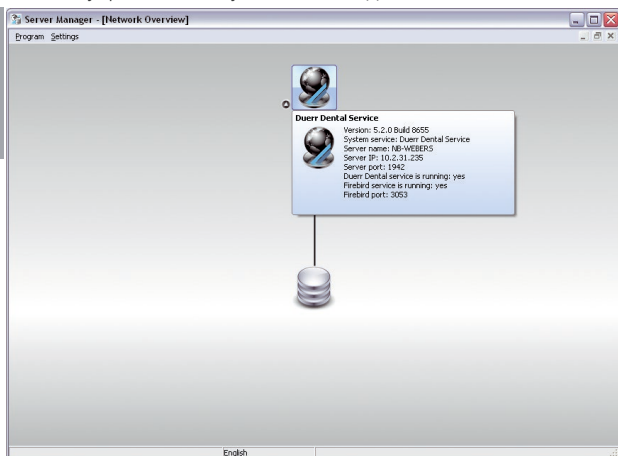 Server Manager - [Network Overview]
Program Settings
Duerr Dental Service
Version: 5.2.0 Build 8655
System service: Duerr Dental Service
Server name: NB-WEBERS
Server IP: 10.2.31.235
Server port: 1942
Duerr Dental service is running: yes
Firebird service is running: yes
Firebird port: 3053
English